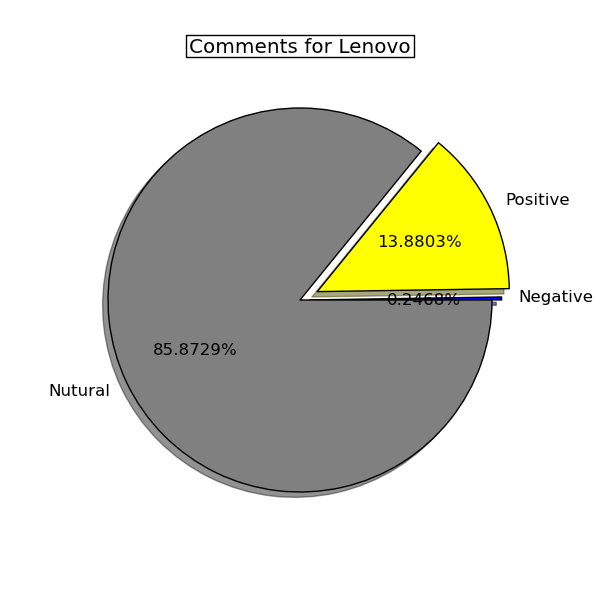 Comments for Lenovo
Positive
13.8803%
Negative
0.2468%
85.8729%
Nutural